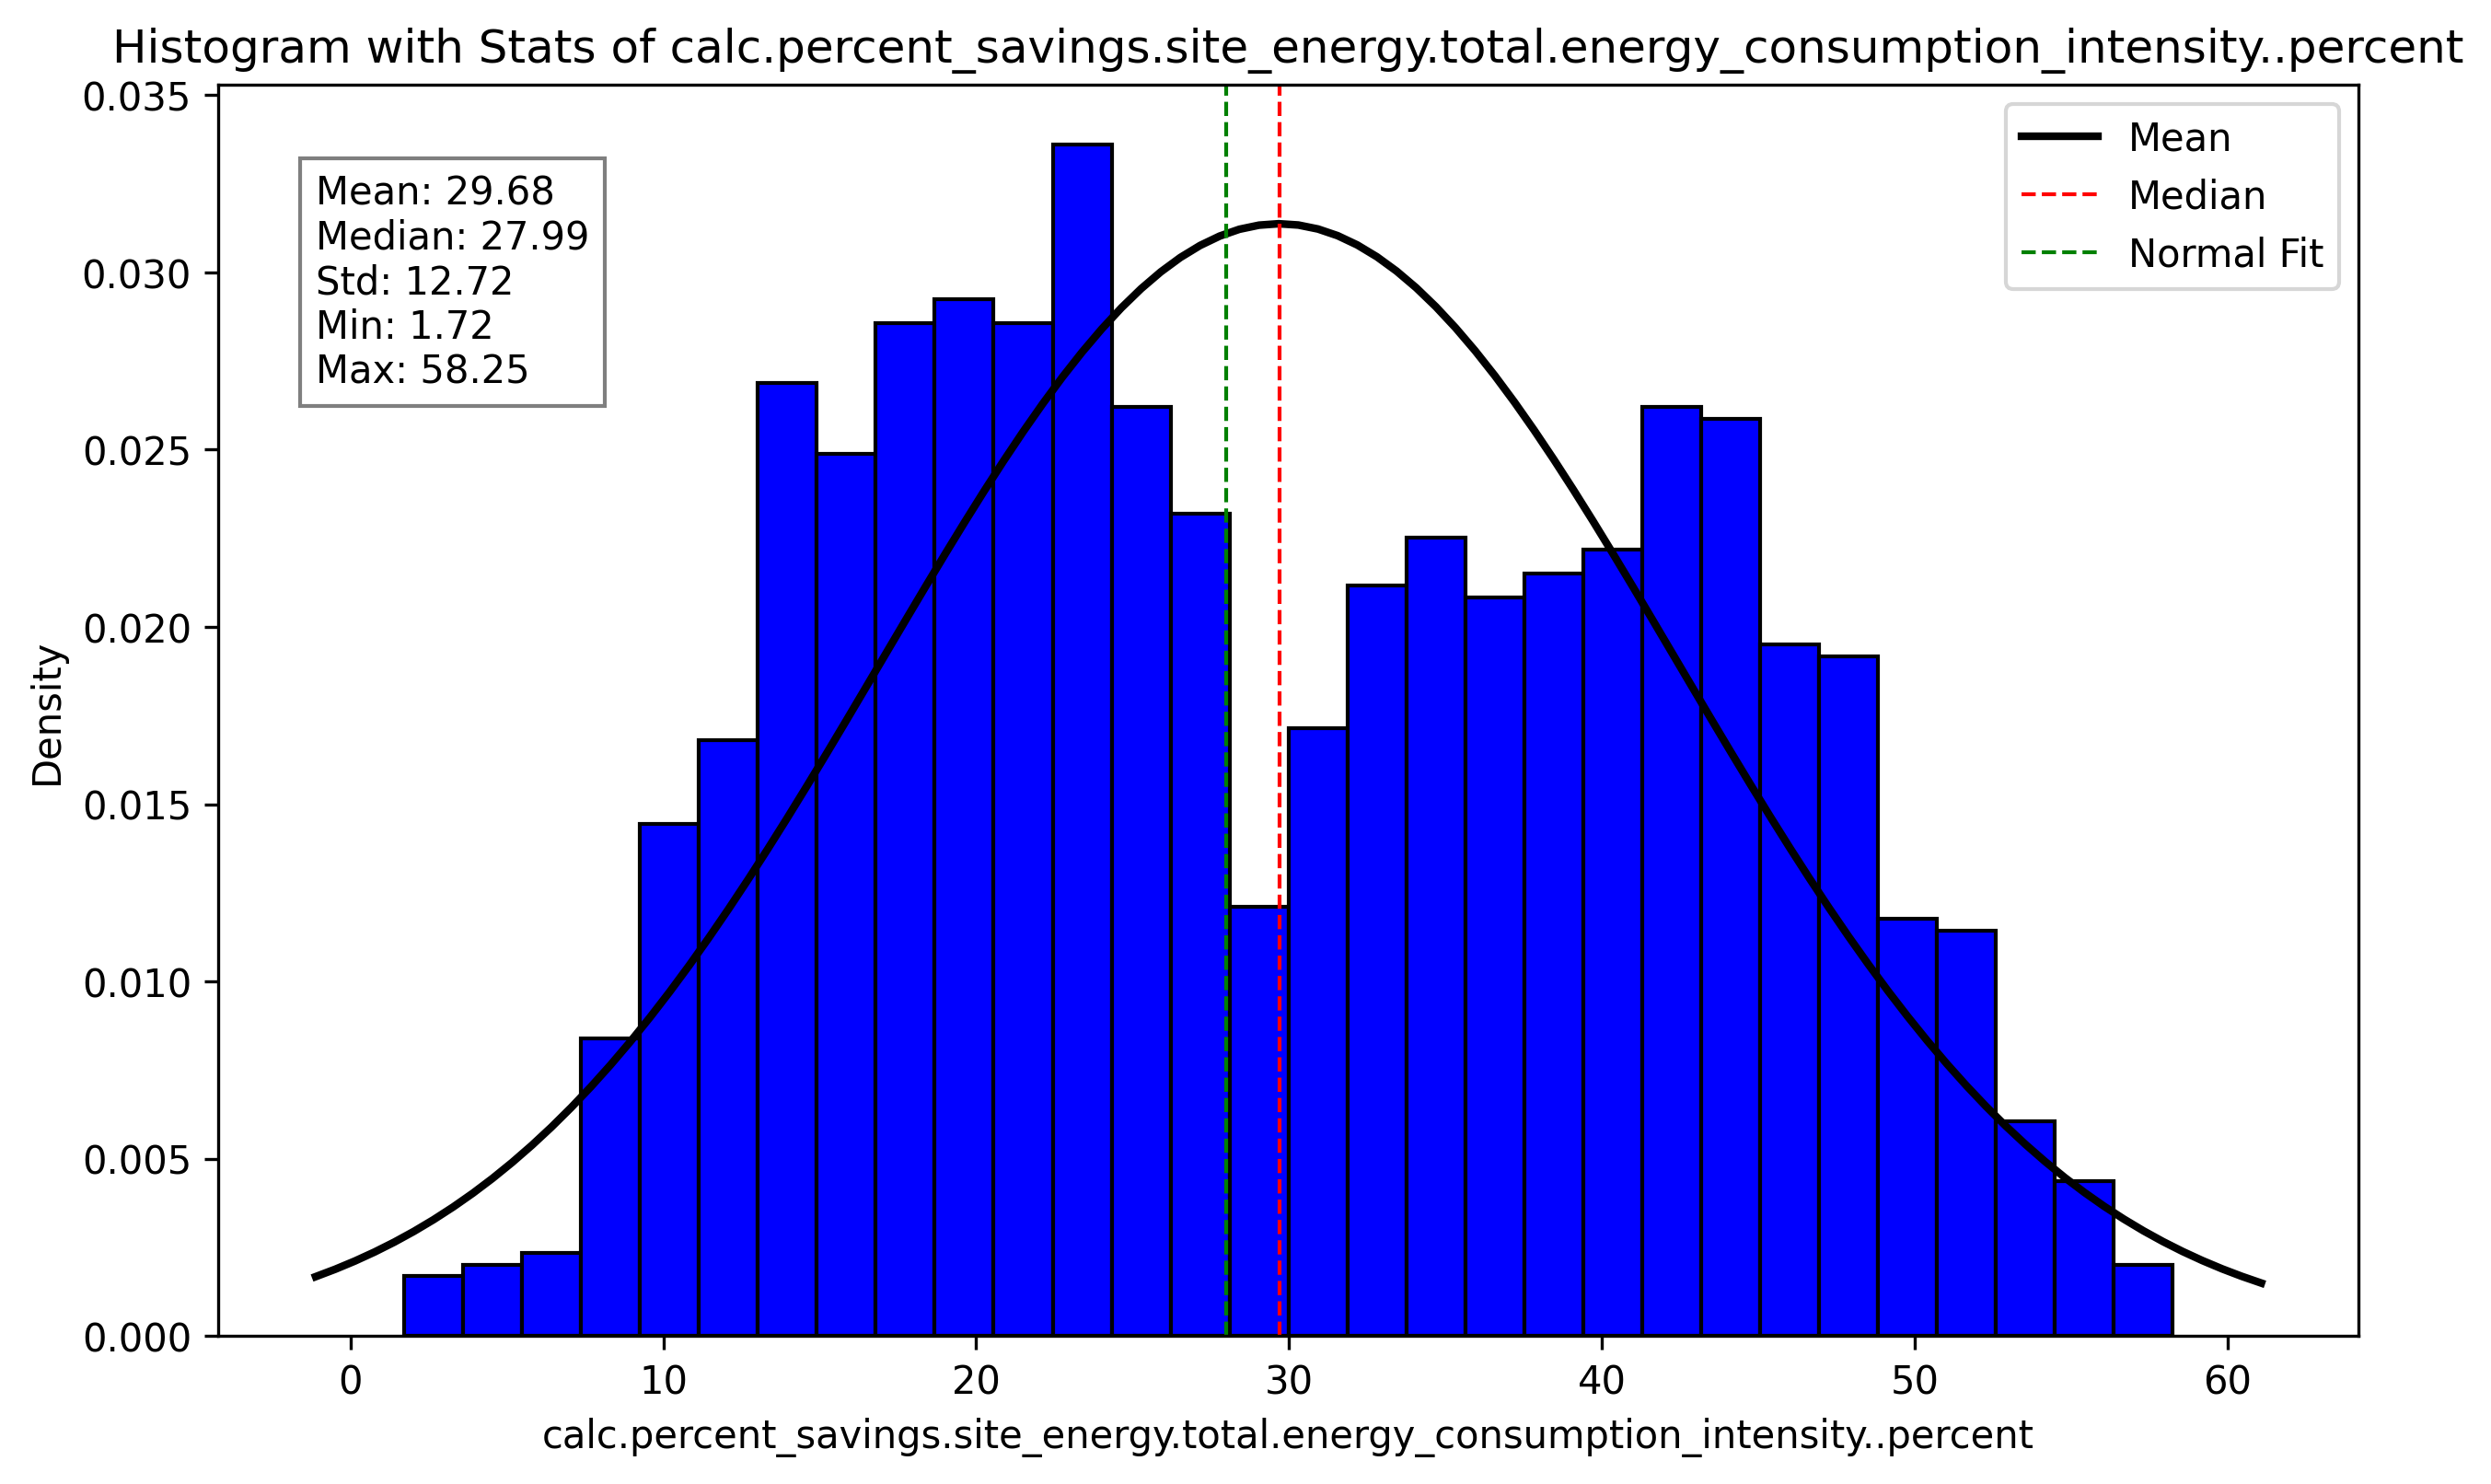 Histogram with Stats of calc.percent_savings.site_energy.total.energy_consumption_intensity..percent
0.035
0.030
0.025
0.020
0.015
0.010
0.005
0.000
Density
Mean: 29.68
Median: 27.99
Std: 12.72
Min: 1.72
Max: 58.25
Mean
Median
Normal Fit
0 10 20 30 40 50 60
calc.percent_savings.site_energy.total.energy_consumption_intensity..percent